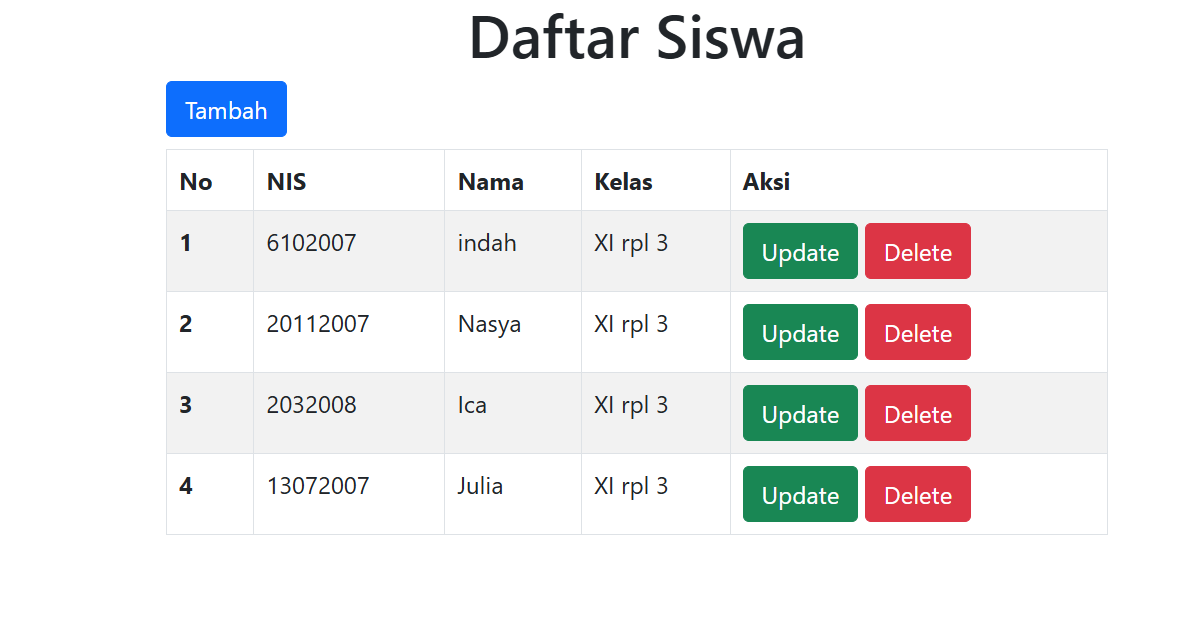 Daftar Siswa
Tambah
No NIS Nama Kelas Aksi
1 6102007 indah XI rpl 3 Update Delete
2 20112007 Nasya XI rpl 3 Update Delete
3 2032008 Ica XI rpl 3 Update Delete
4 13072007 Julia XI rpl 3 Update Delete